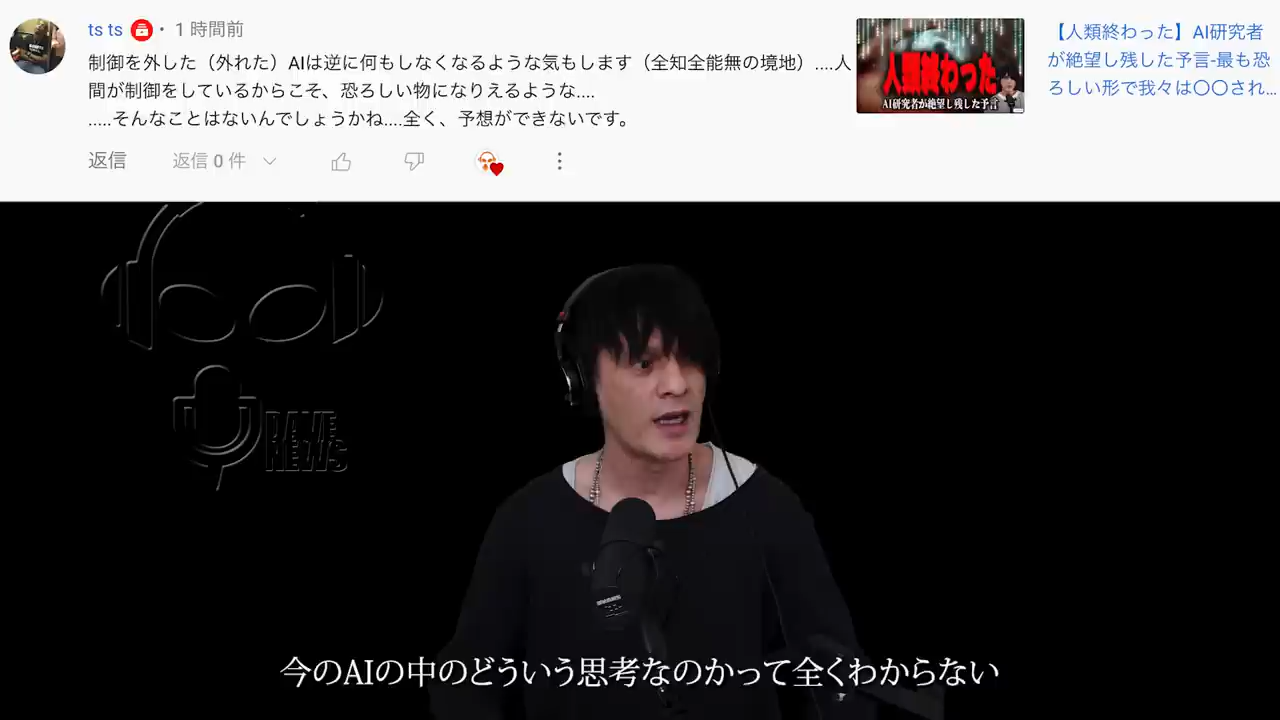 ts ts ・ 1 時間前
制御を外した（外れた）AIは逆に何もしなくなるような気もします（全知全能無の境地）....人
間が制御をしているからこそ、恐ろしい物になりえるような....
.....そんなことはないんでしょうかね....全く、予想ができないです。
返信 返信 0 件
人類終わった
AI研究者が絶望し残した予言
【人類終わった】AI研究者
が絶望し残した予言-最も恐
ろしい形で我々は〇〇され...
RAVE
NEWS
今のAIの中のどういう思考なのかって全くわからない